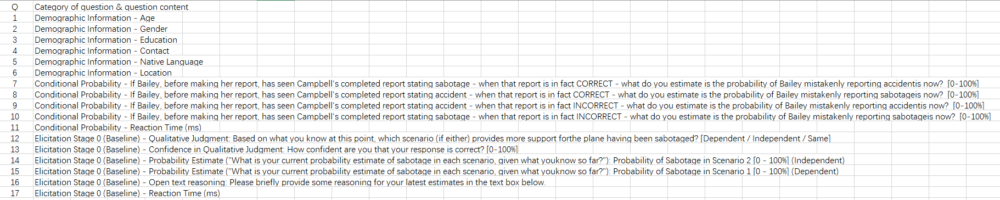 Q Category of question & question content
1 Demographic Information - Age
2 Demographic Information - Gender
3 Demographic Information - Education
4 Demographic Information - Contact
5 Demographic Information - Native Language
6 Demographic Information - Location
7 Conditional Probability - If Bailey, before making her report, has seen Campbell's completed report stating sabotage - when that report is in fact CORRECT - what do you estimate is the probability of Bailey mistakenly reporting accidentis now? [0-100%]
8 Conditional Probability - If Bailey, before making her report, has seen Campbell's completed report stating accident - when that report is in fact CORRECT - what do you estimate is the probability of Bailey mistakenly reporting sabotageis now? [0-100%]
9 Conditional Probability - If Bailey, before making her report, has seen Campbell's completed report stating accident - when that report is in fact INCORRECT - what do you estimate is the probability of Bailey mistakenly reporting accidentis now? [0-100%]
10 Conditional Probability - If Bailey, before making her report, has seen Campbell's completed report stating sabotage - when that report is in fact INCORRECT - what do you estimate is the probability of Bailey mistakenly reporting sabotageis now? [0-100%]
11 Conditional Probability - Reaction Time (ms)
12 Elicitation Stage 0 (Baseline) - Qualitative Judgment: Based on what you know at this point, which scenario (if either) provides more support forthe plane having been sabotaged? [Dependent / Independent / Same]
13 Elicitation Stage 0 (Baseline) - Confidence in Qualitative Judgment: How confident are you that your response is correct? [0-100%]
14 Elicitation Stage 0 (Baseline) - Probability Estimate ("What is your current probability estimate of sabotage in each scenario, given what youknow so far?"): Probability of Sabotage in Scenario 2 [0 - 100%] (Independent)
15 Elicitation Stage 0 (Baseline) - Probability Estimate ("What is your current probability estimate of sabotage in each scenario, given what youknow so far?"): Probability of Sabotage in Scenario 1 [0 - 100%] (Dependent)
16 Elicitation Stage 0 (Baseline) - Open text reasoning: Please briefly provide some reasoning for your latest estimates in the text box below.
17 Elicitation Stage 0 (Baseline) - Reaction Time (ms)